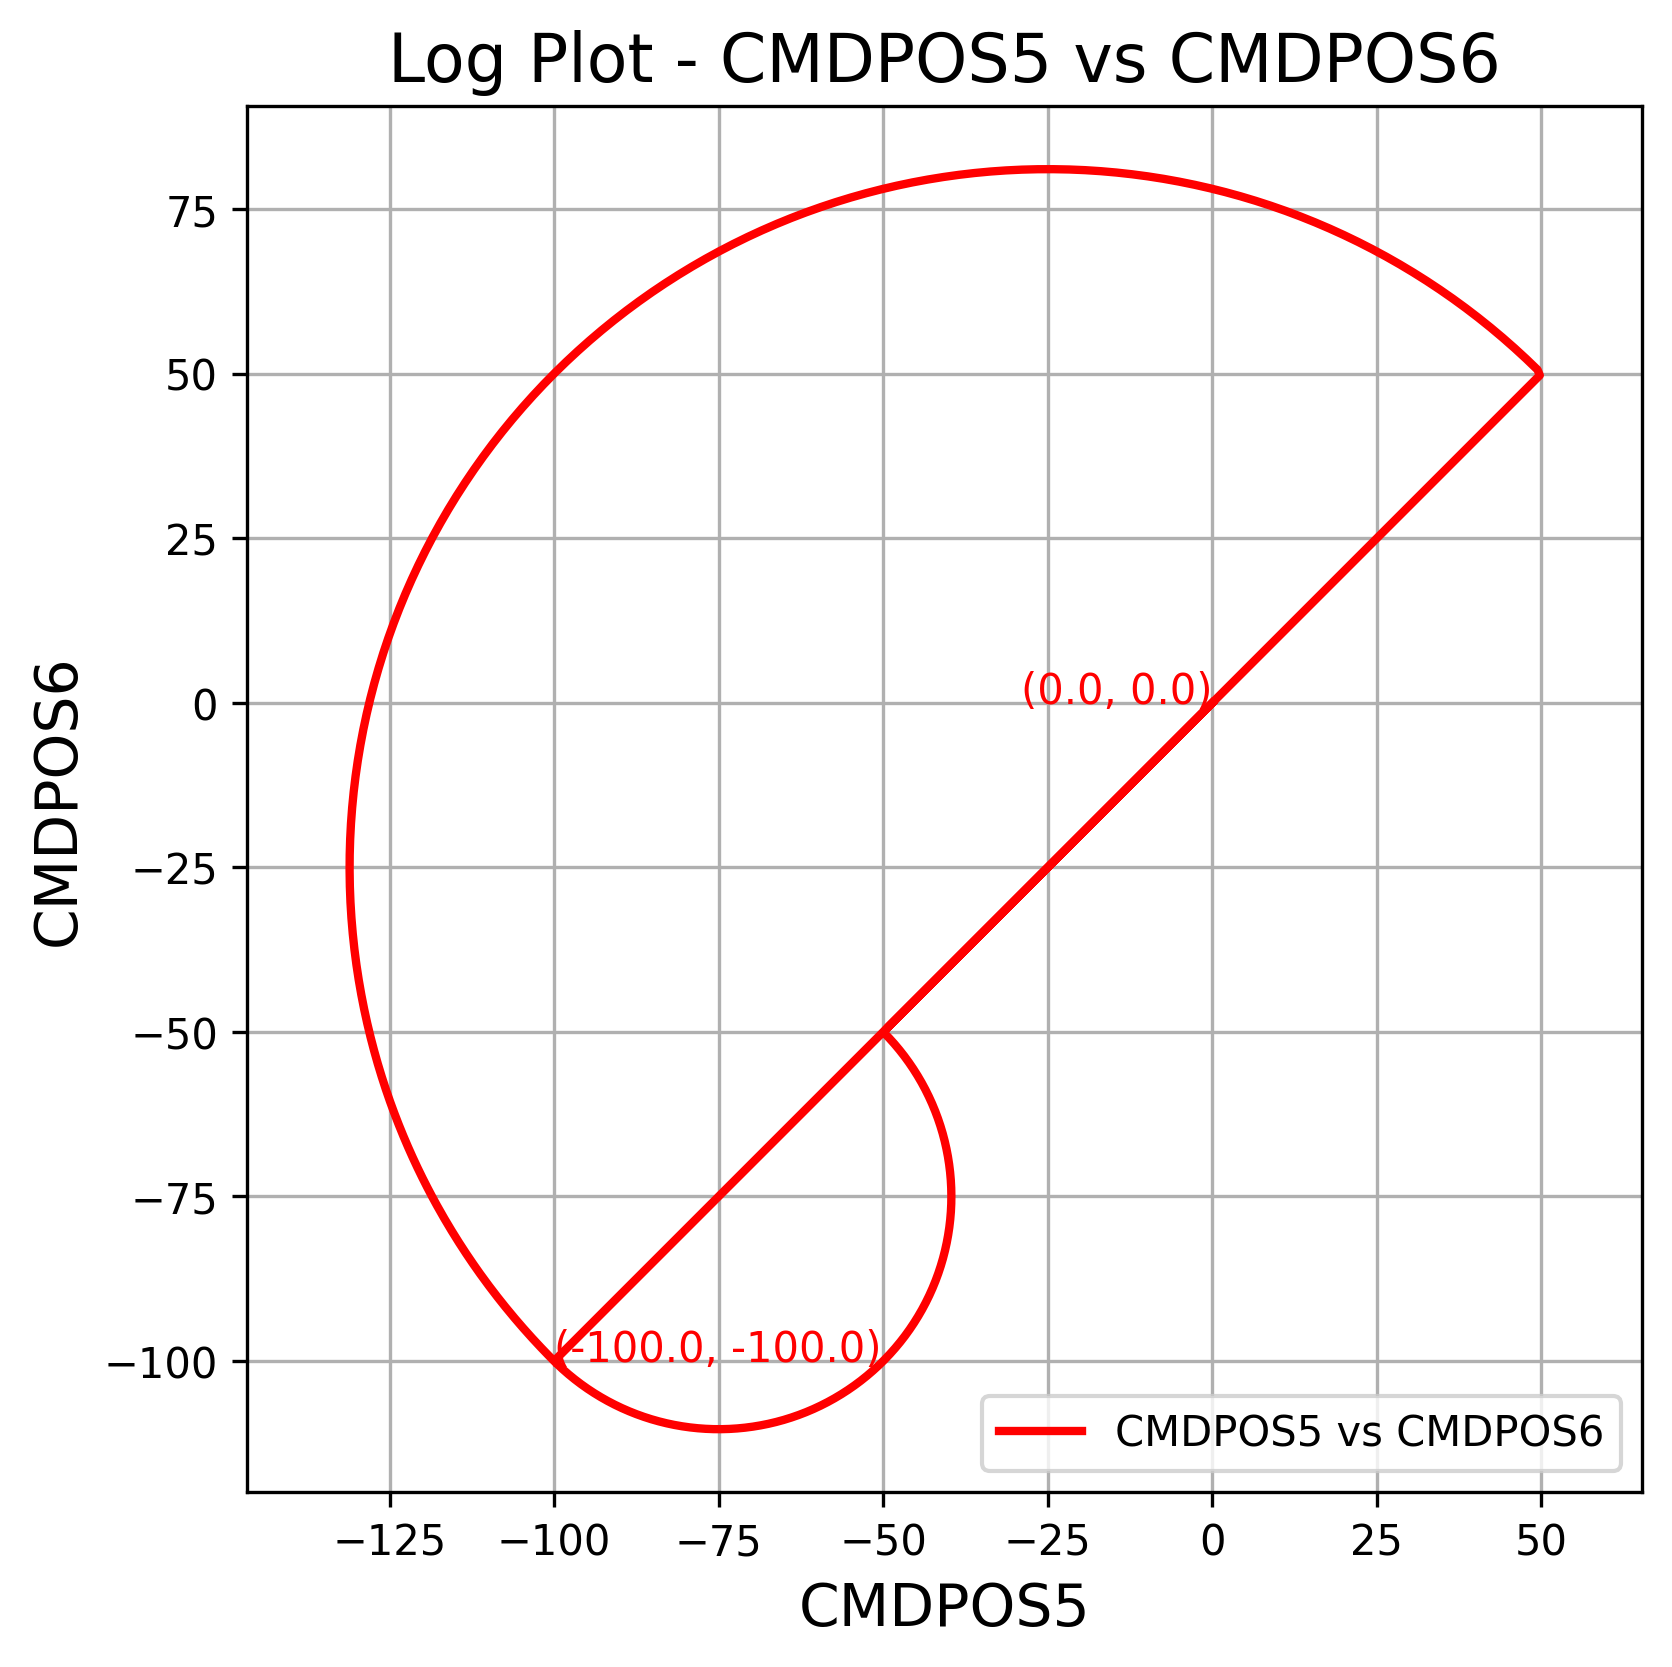 Log Plot - CMDPOS5 vs CMDPOS6
75
50
25
0
−25
−50
−75
−100
CMDPOS6
(0.0, 0.0)
(-100.0, -100.0)
CMDPOS5 vs CMDPOS6
−125 −100 −75 −50 −25 0 25 50
CMDPOS5